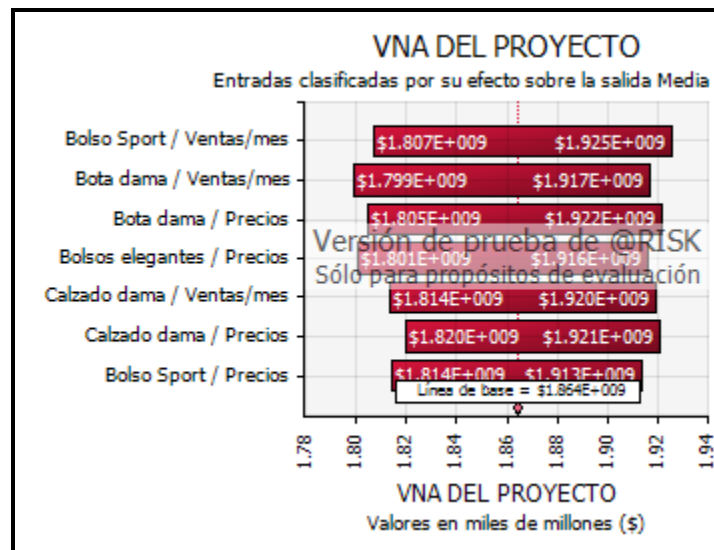 VNA DEL PROYECTO
Entradas clasificadas por su efecto sobre la salida Media
Bolso Sport / Ventas/mes $1.807E+009 $1.925E+009
Bota dama / Ventas/mes $1.799E+009 $1.917E+009
Bota dama / Precios $1.805E+009 $1.922E+009
Versión de prueba de @RISK
Bolsos elegantes / Precios $1.801E+009 $1.916E+009
Sólo para propósitos de evaluación
Calzado dama / Ventas/mes $1.814E+009 $1.920E+009
Calzado dama / Precios $1.820E+009 $1.921E+009
Bolso Sport / Precios $1.814E+009 $1.913E+009
Línea de base = $1.864E+009
1.78 1.80 1.82 1.84 1.86 1.88 1.90 1.92 1.94
VNA DEL PROYECTO
Valores en miles de millones ($)